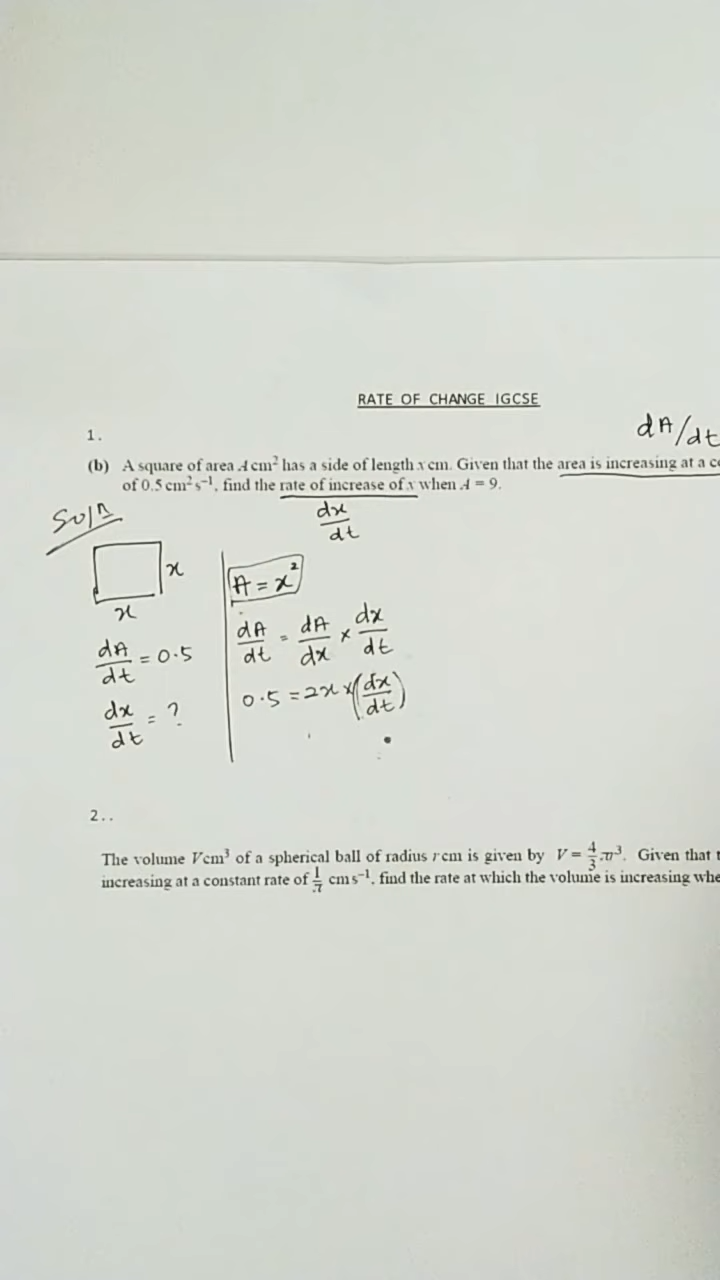 RATE OF CHANGE IGCSE
dA/dt
1.
(b) A square of area A cm² has a side of length x cm. Given that the area is increasing at a
of 0.5 cm² s⁻¹, find the rate of increase of x when A = 9.
dx/dt
Soln
x
x
A = x²
dA/dt = 0.5
dA/dt = dA/dx × dx/dt
dx/dt = ?
0.5 = 2x × (dx/dt)
2..
The volume V cm³ of a spherical ball of radius r cm is given by V = 4/3 πr³. Given that
increasing at a constant rate of 1/π cm s⁻¹, find the rate at which the volume is increasing